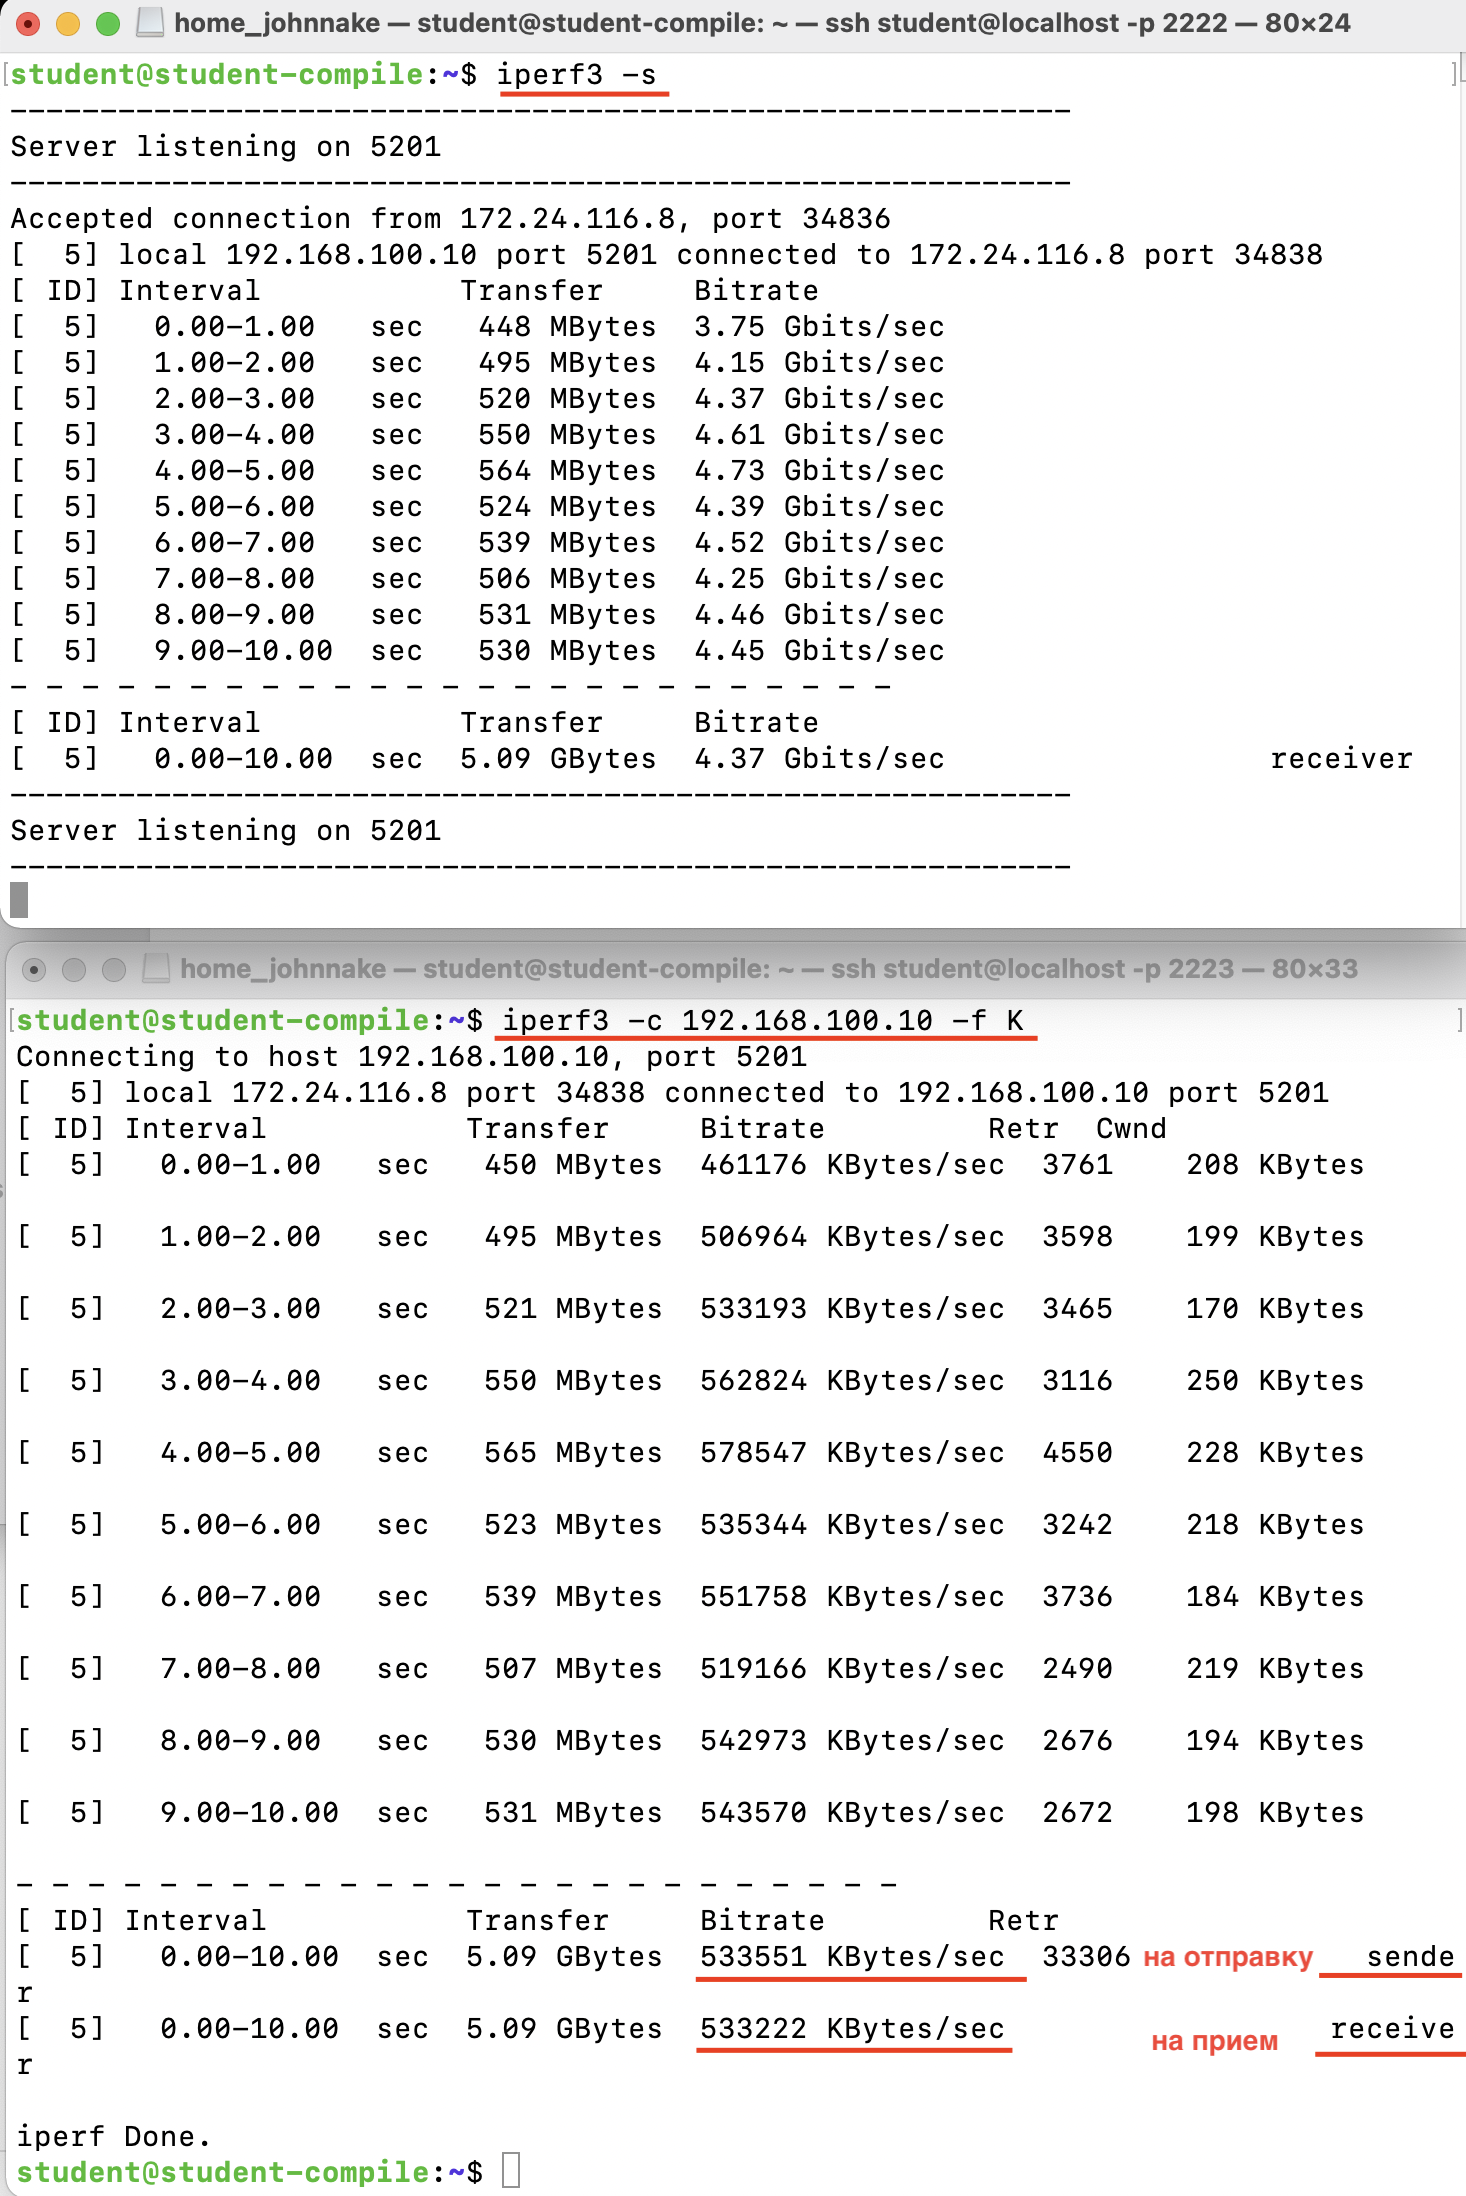 home_johnnake — student@student-compile: ~ — ssh student@localhost -p 2222 — 80×24
[student@student-compile:~$ iperf3 -s ]
-----------------------------------------------------------
Server listening on 5201
-----------------------------------------------------------
Accepted connection from 172.24.116.8, port 34836
[  5] local 192.168.100.10 port 5201 connected to 172.24.116.8 port 34838
[ ID] Interval           Transfer     Bitrate
[  5]   0.00-1.00   sec   448 MBytes  3.75 Gbits/sec
[  5]   1.00-2.00   sec   495 MBytes  4.15 Gbits/sec
[  5]   2.00-3.00   sec   520 MBytes  4.37 Gbits/sec
[  5]   3.00-4.00   sec   550 MBytes  4.61 Gbits/sec
[  5]   4.00-5.00   sec   564 MBytes  4.73 Gbits/sec
[  5]   5.00-6.00   sec   524 MBytes  4.39 Gbits/sec
[  5]   6.00-7.00   sec   539 MBytes  4.52 Gbits/sec
[  5]   7.00-8.00   sec   506 MBytes  4.25 Gbits/sec
[  5]   8.00-9.00   sec   531 MBytes  4.46 Gbits/sec
[  5]   9.00-10.00  sec   530 MBytes  4.45 Gbits/sec
- - - - - - - - - - - - - - - - - - - - - - - - -
[ ID] Interval           Transfer     Bitrate
[  5]   0.00-10.00  sec  5.09 GBytes  4.37 Gbits/sec                  receiver
-----------------------------------------------------------
Server listening on 5201
-----------------------------------------------------------
home_johnnake — student@student-compile: ~ — ssh student@localhost -p 2223 — 80×33
[student@student-compile:~$ iperf3 -c 192.168.100.10 -f K ]
Connecting to host 192.168.100.10, port 5201
[  5] local 172.24.116.8 port 34838 connected to 192.168.100.10 port 5201
[ ID] Interval           Transfer     Bitrate         Retr  Cwnd
[  5]   0.00-1.00   sec   450 MBytes  461176 KBytes/sec  3761    208 KBytes
[  5]   1.00-2.00   sec   495 MBytes  506964 KBytes/sec  3598    199 KBytes
[  5]   2.00-3.00   sec   521 MBytes  533193 KBytes/sec  3465    170 KBytes
[  5]   3.00-4.00   sec   550 MBytes  562824 KBytes/sec  3116    250 KBytes
[  5]   4.00-5.00   sec   565 MBytes  578547 KBytes/sec  4550    228 KBytes
[  5]   5.00-6.00   sec   523 MBytes  535344 KBytes/sec  3242    218 KBytes
[  5]   6.00-7.00   sec   539 MBytes  551758 KBytes/sec  3736    184 KBytes
[  5]   7.00-8.00   sec   507 MBytes  519166 KBytes/sec  2490    219 KBytes
[  5]   8.00-9.00   sec   530 MBytes  542973 KBytes/sec  2676    194 KBytes
[  5]   9.00-10.00  sec   531 MBytes  543570 KBytes/sec  2672    198 KBytes
- - - - - - - - - - - - - - - - - - - - - - - - -
[ ID] Interval           Transfer     Bitrate         Retr
[  5]   0.00-10.00  sec  5.09 GBytes  533551 KBytes/sec  33306 на отправку   sende
r
[  5]   0.00-10.00  sec  5.09 GBytes  533222 KBytes/sec        на прием   receive
r
iperf Done.
student@student-compile:~$